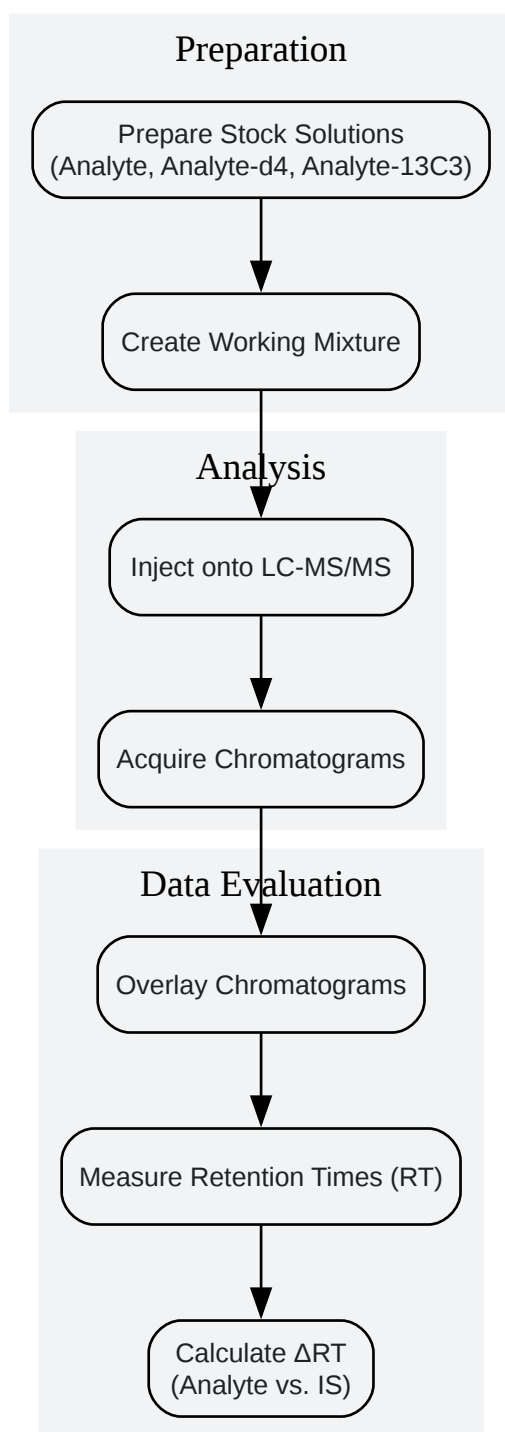 Preparation
Prepare Stock Solutions
(Analyte, Analyte-d4, Analyte-13C3)
Create Working Mixture
Analysis
Inject onto LC-MS/MS
Acquire Chromatograms
Data Evaluation
Overlay Chromatograms
Measure Retention Times (RT)
Calculate ΔRT
(Analyte vs. IS)